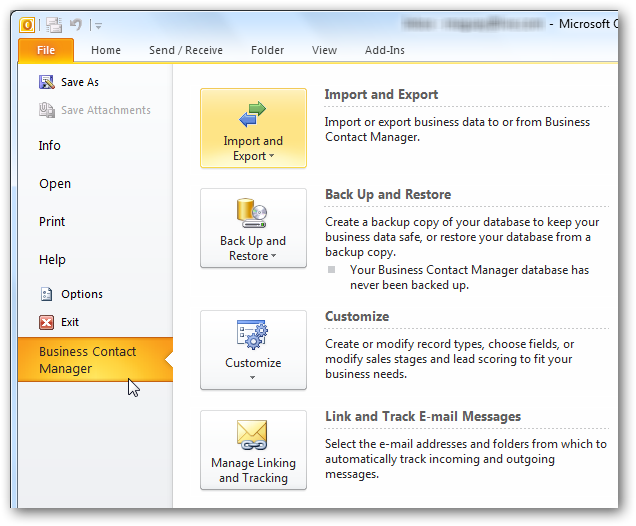 - Microsoft O
File
Home
Send / Receive
Folder
View
Add-Ins
Save As
Save Attachments
Info
Open
Print
Help
Options
Exit
Business Contact
Manager
Import and
Export
Import and Export
Import or export business data to or from Business
Contact Manager.
Back Up and
Restore
Back Up and Restore
Create a backup copy of your database to keep your
business data safe, or restore your database from a
backup copy.
Your Business Contact Manager database has
never been backed up.
Customize
Customize
Create or modify record types, choose fields, or
modify sales stages and lead scoring to fit your
business needs.
Manage Linking
and Tracking
Link and Track E-mail Messages
Select the e-mail addresses and folders from which to
automatically track incoming and outgoing
messages.